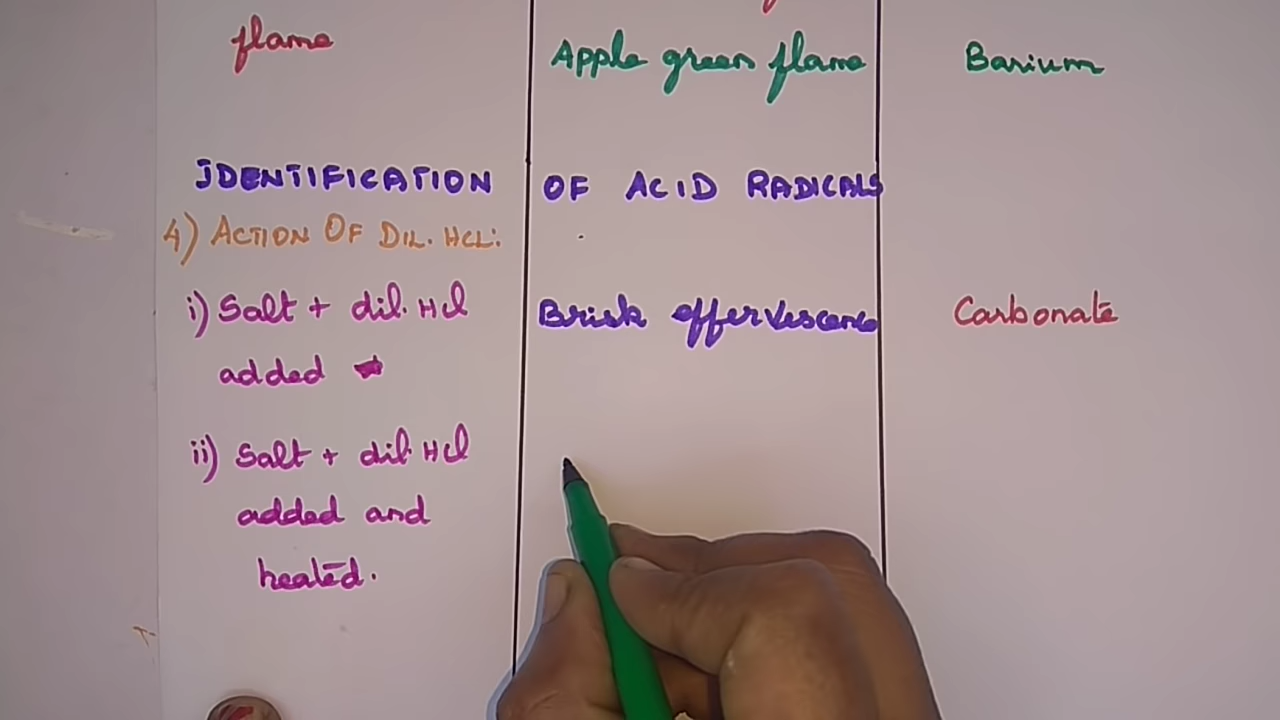 flame
Apple green flame
Barium
IDENTIFICATION OF ACID RADICALS
4) ACTION OF DIL. HCL:
i) Salt + dil. Hcl
added
Brisk effervescence
Carbonate
ii) Salt + dil. Hcl
added and
heated.